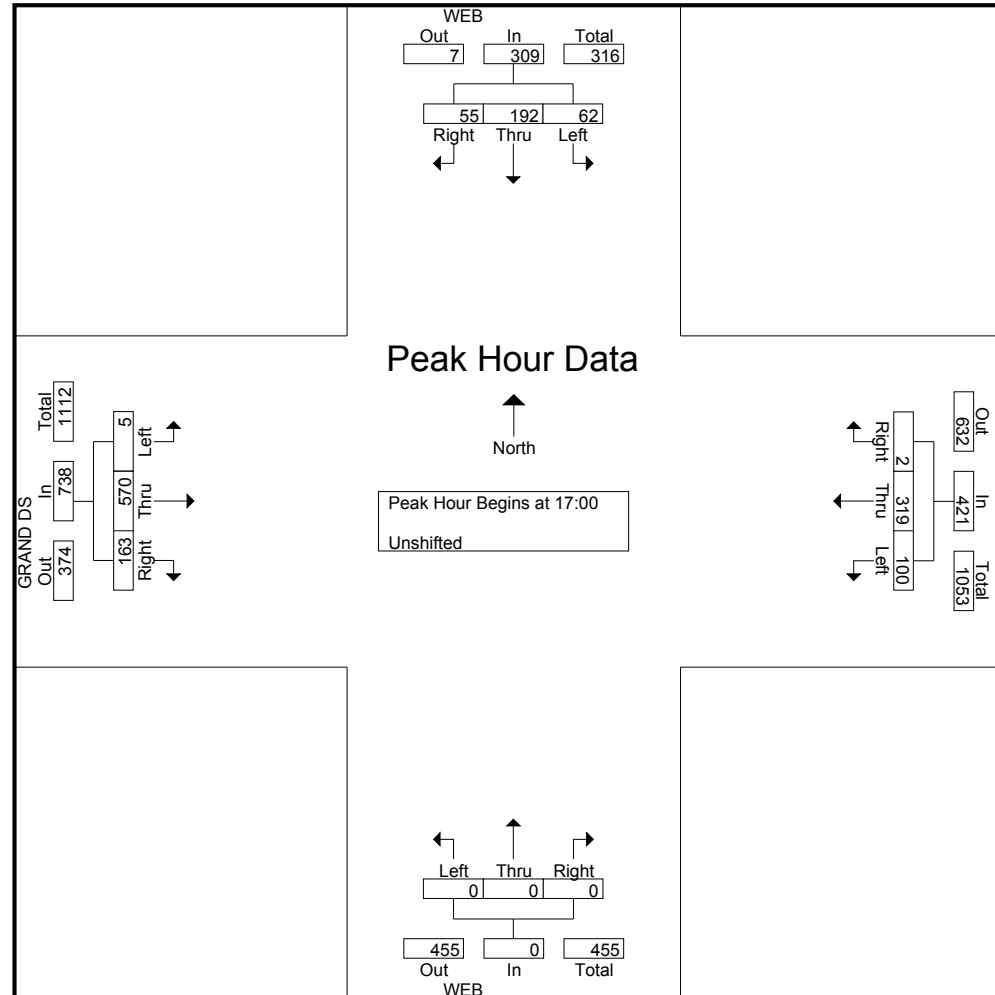 WEB
Out In Total
7 309 316
55 192 62
Right Thru Left
Peak Hour Data
North
Peak Hour Begins at 17:00
Unshifted
GRAND DS
Total In Out
1112 738 374
5 570 163
Left Thru Right
Out In Total
632 421 1053
Right Thru Left
2 319 100
Left Thru Right
0 0 0
455 0 455
Out In Total
WEB